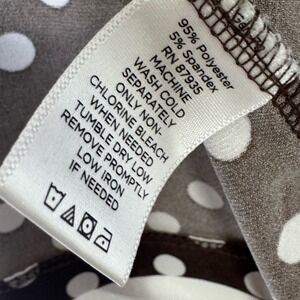 95% Polyester
5% Spandex
RN 67935
MACHINE
WASH COLD
SEPARATELY
ONLY NON-
CHLORINE BLEACH
WHEN NEEDED
TUMBLE DRY LOW
REMOVE PROMPTLY
LOW IRON
IF NEEDED